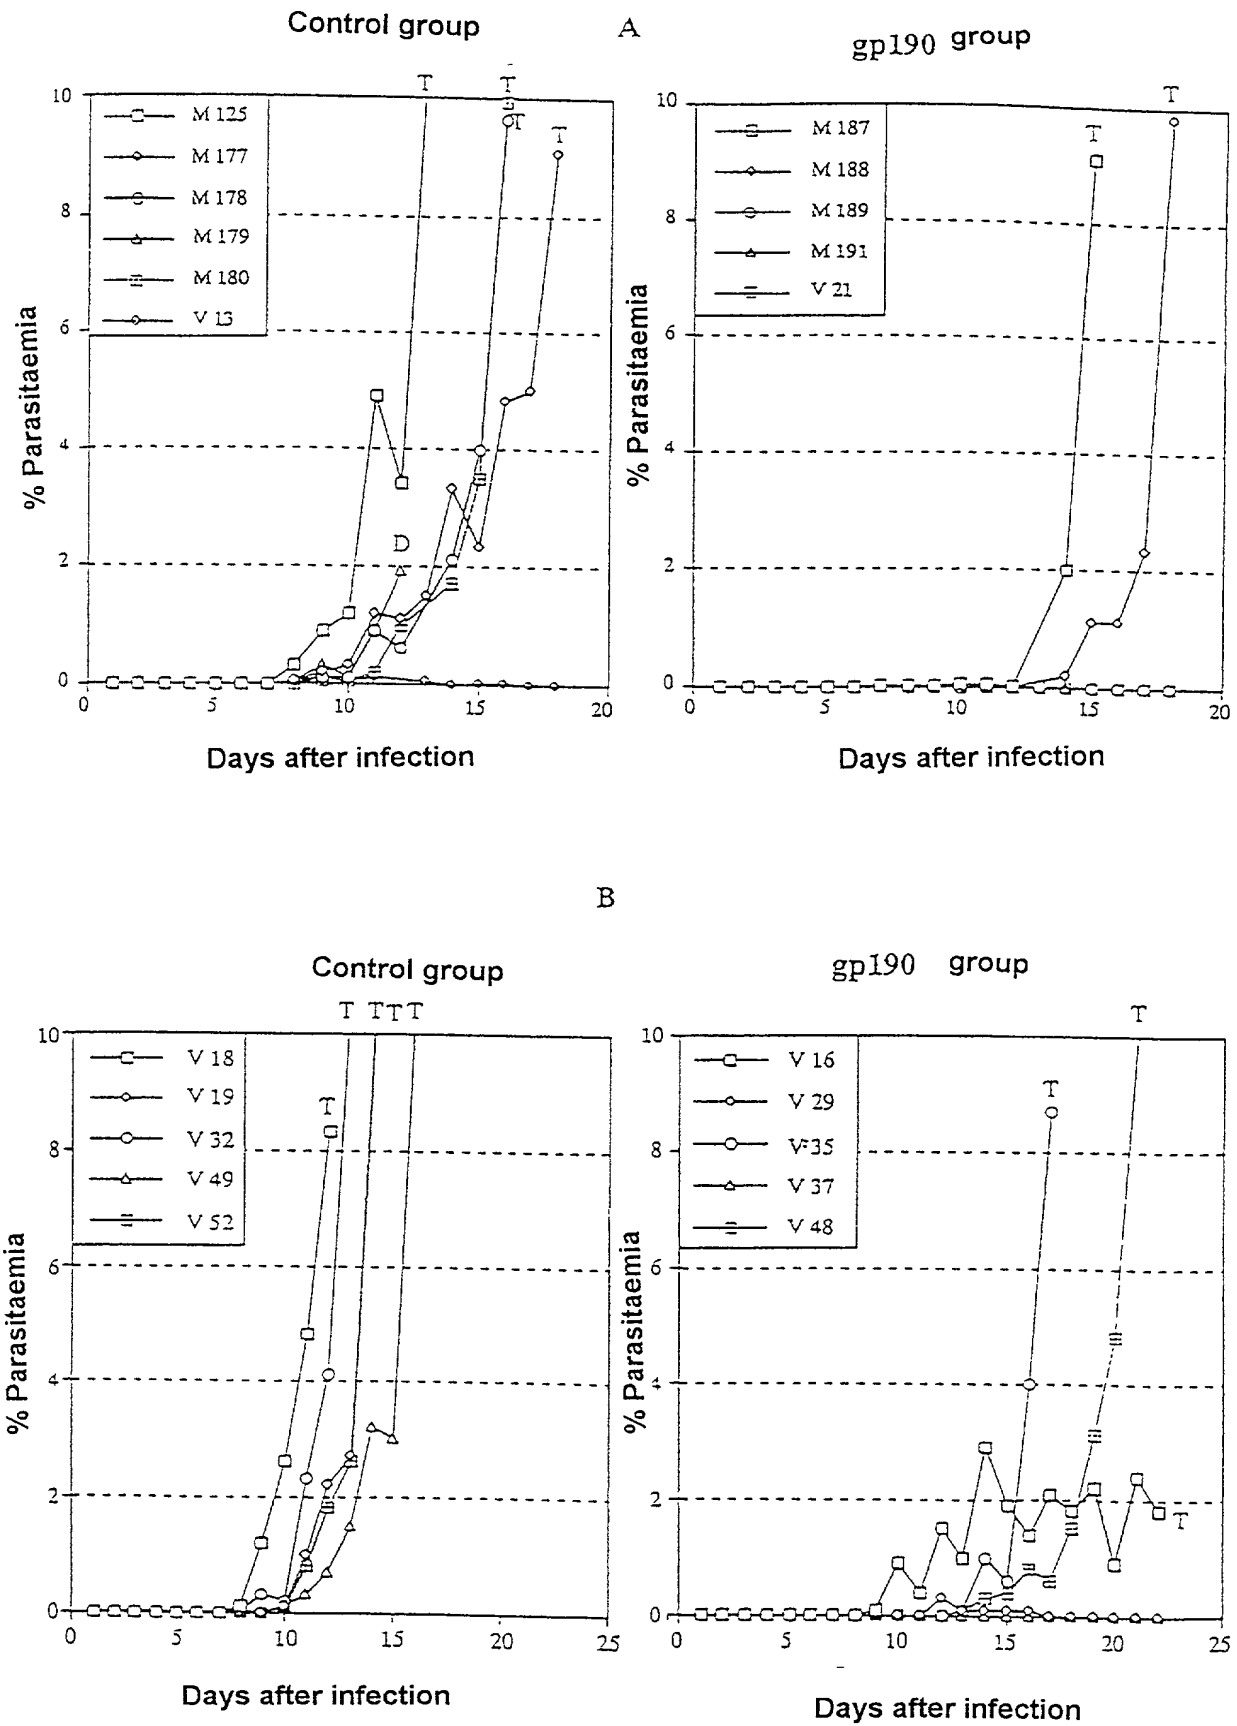 Control group
A
gp190 group
T
T
T
T
10
8
6
4
2
0
M 125
M 177
M 178
M 179
M 180
V 13
D
% Parasitaemia
0 5 10 15 20
Days after infection
T
T
10
8
6
4
2
0
M 187
M 188
M 189
M 191
V 21
% Parasitaemia
0 5 10 15 20
Days after infection
B
Control group
gp190 group
T T T T
T
10
8
6
4
2
0
V 18
V 19
V 32
V 49
V 52
% Parasitaemia
0 5 10 15 20 25
Days after infection
T
T
T
10
8
6
4
2
0
V 16
V 29
V 35
V 37
V 48
% Parasitaemia
0 5 10 15 20 25
Days after infection